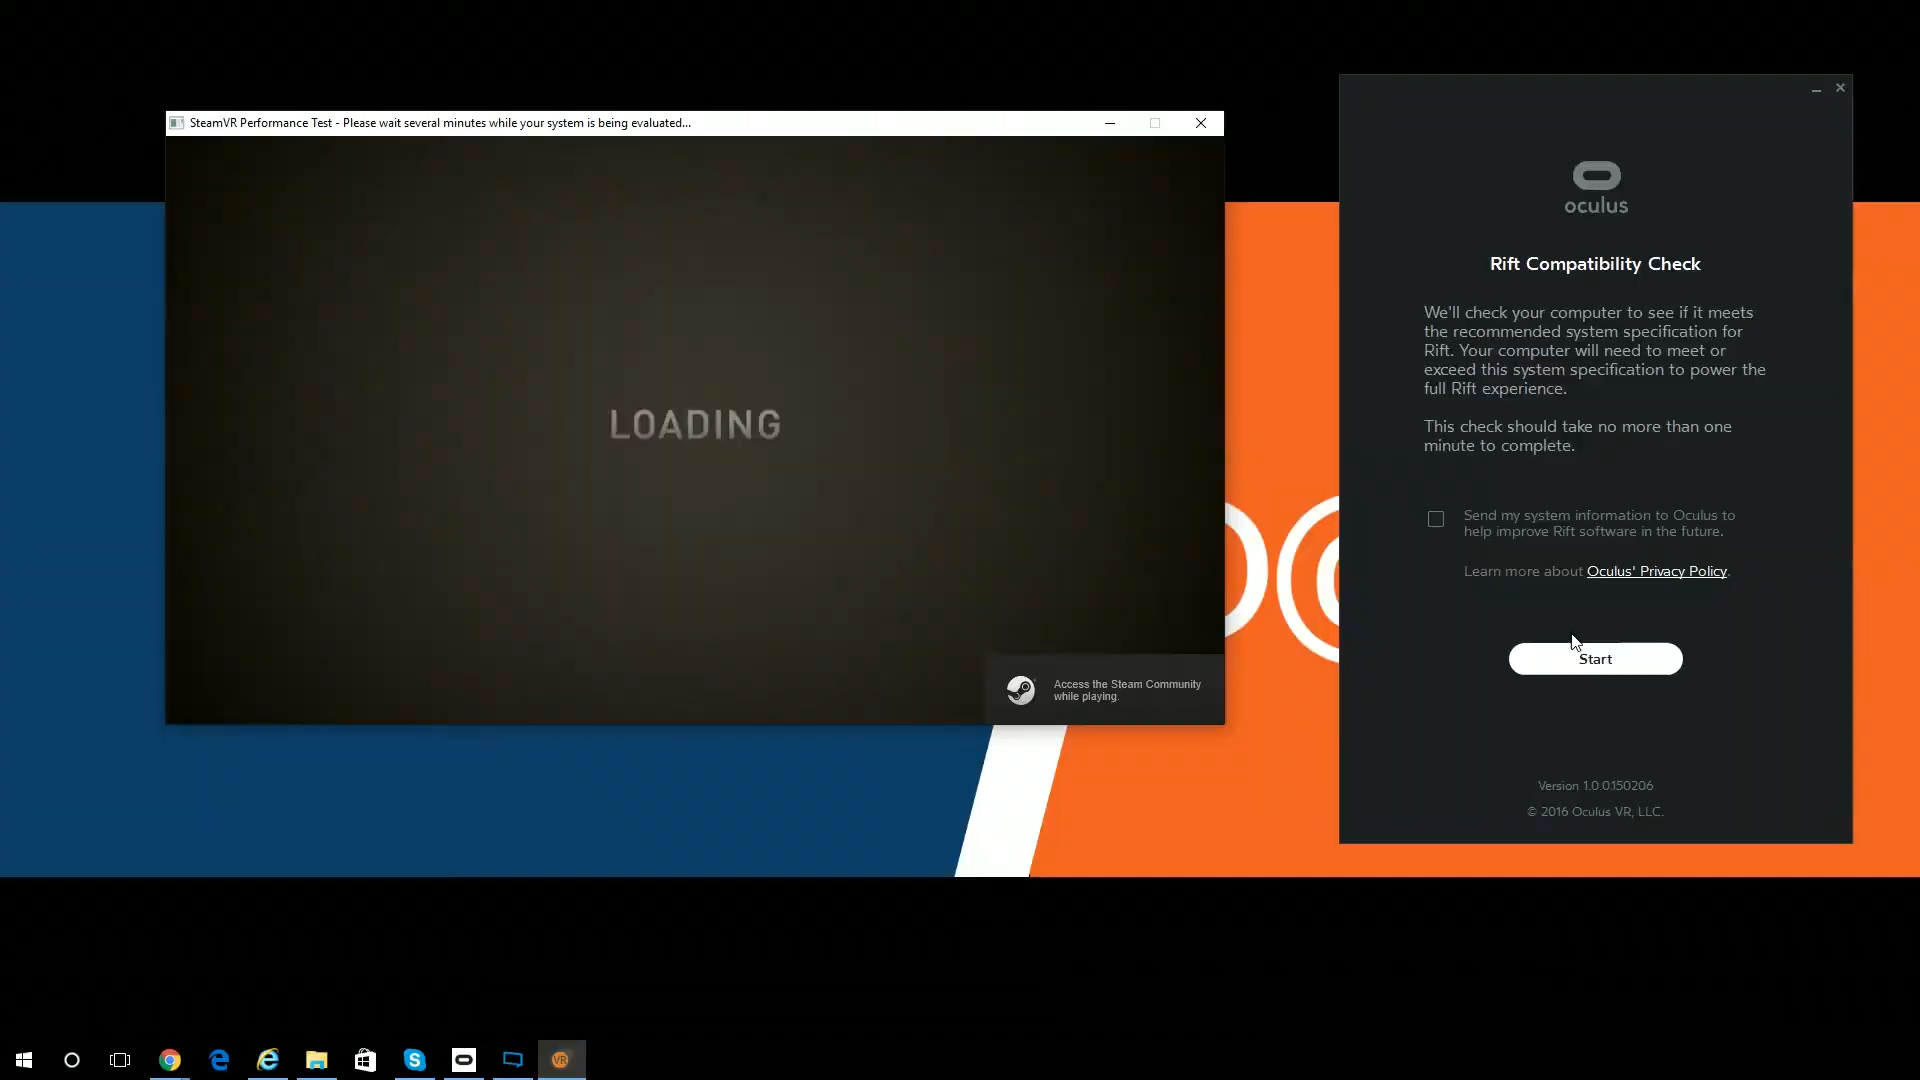 SteamVR Performance Test - Please wait several minutes while your system is being evaluated...
LOADING
Access the Steam Community
while playing.
oculus
Rift Compatibility Check
We'll check your computer to see if it meets
the recommended system specification for
Rift. Your computer will need to meet or
exceed this system specification to power the
full Rift experience.
This check should take no more than one
minute to complete.
Send my system information to Oculus to
help improve Rift software in the future.
Learn more about Oculus' Privacy Policy.
Start
Version 1.0.0.150206
© 2016 Oculus VR, LLC.
VR